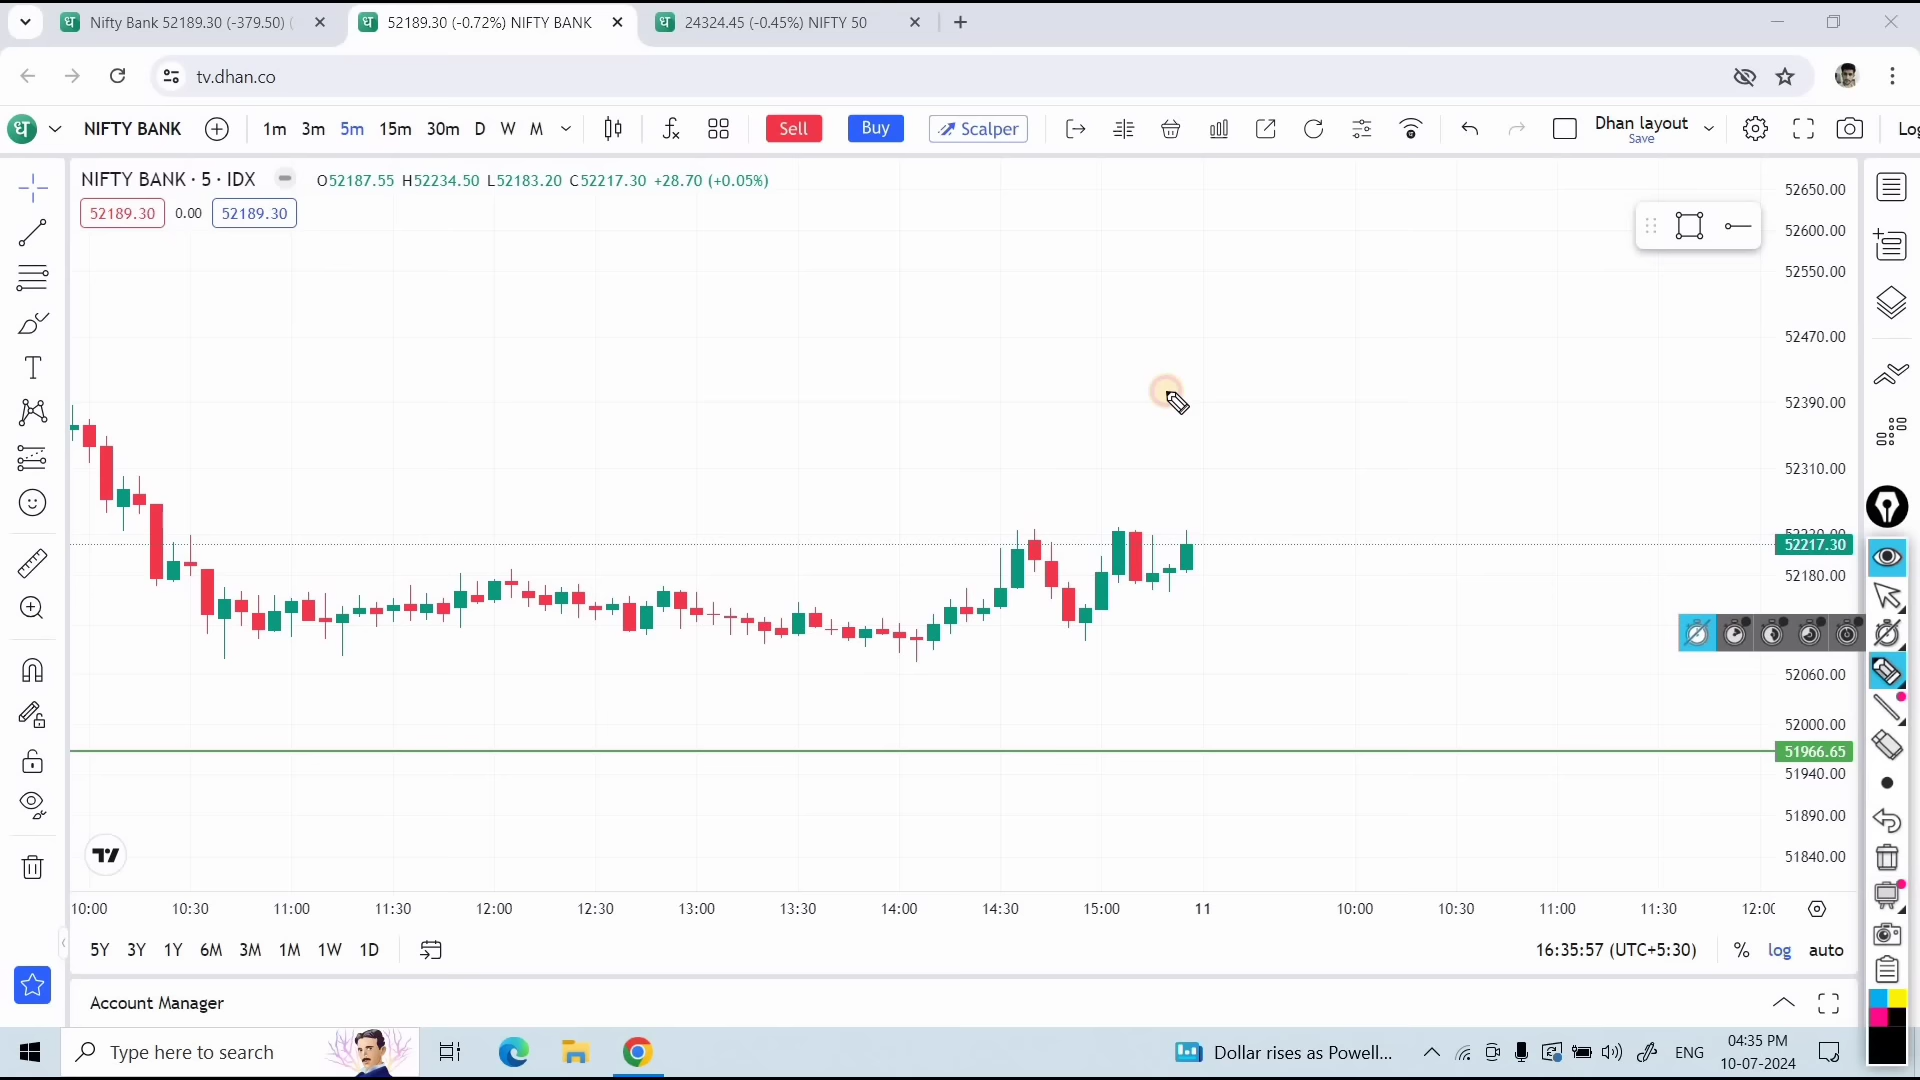 Nifty Bank 52189.30 (-379.50) (
52189.30 (-0.72%) NIFTY BANK
24324.45 (-0.45%) NIFTY 50
tv.dhan.co
ध NIFTY BANK 1m 3m 5m 15m 30m D W M Sell Buy Scalper Dhan layout Log
Save
NIFTY BANK · 5 · IDX O52187.55 H52234.50 L52183.20 C52217.30 +28.70 (+0.05%)
52189.30 0.00 52189.30
52650.00
52600.00
52550.00
52470.00
52390.00
52310.00
52217.30
52180.00
52060.00
52000.00
51966.65
51940.00
51890.00
51840.00
10:00 10:30 11:00 11:30 12:00 12:30 13:00 13:30 14:00 14:30 15:00 11 10:00 10:30 11:00 11:30 12:00
5Y 3Y 1Y 6M 3M 1M 1W 1D 16:35:57 (UTC+5:30) % log auto
Account Manager
Type here to search Dollar rises as Powell... ENG 04:35 PM
10-07-2024